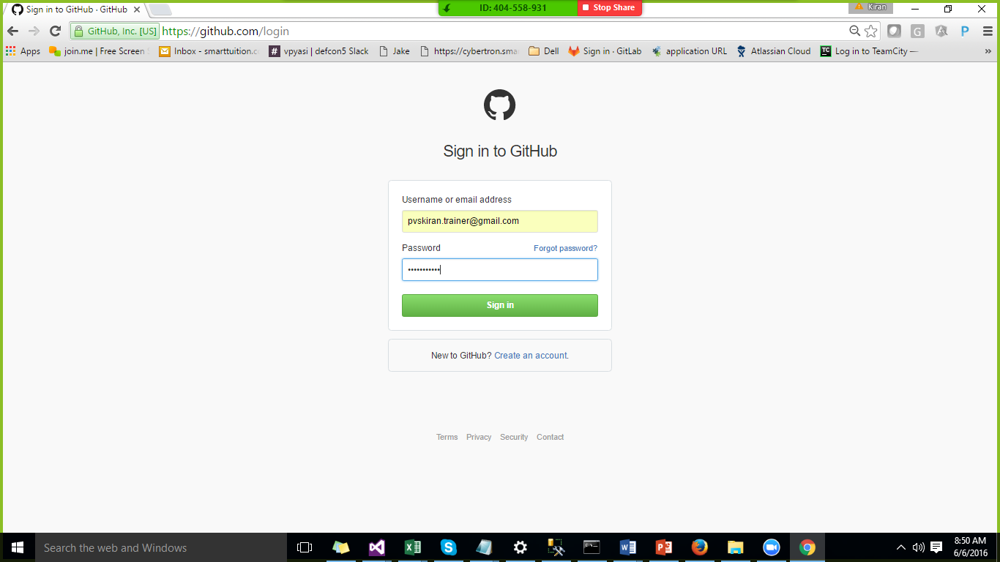 Sign in to GitHub · GitHub
ID: 404-558-931
Stop Share
Kiran
GitHub, Inc. [US]
https://github.com/login
G
A
P
Apps
join.me | Free Screen
Inbox - smarttuition.c
# vpyasi | defcon5 Slack
Jake
https://cybertron.sma
Dell
Sign in · GitLab
application URL
Atlassian Cloud
TC Log in to TeamCity —
»
Sign in to GitHub
Username or email address
pvskiran.trainer@gmail.com
Password
Forgot password?
•••••••••••
Sign in
New to GitHub? Create an account.
Terms Privacy Security Contact
Search the web and Windows
8:50 AM
6/6/2016